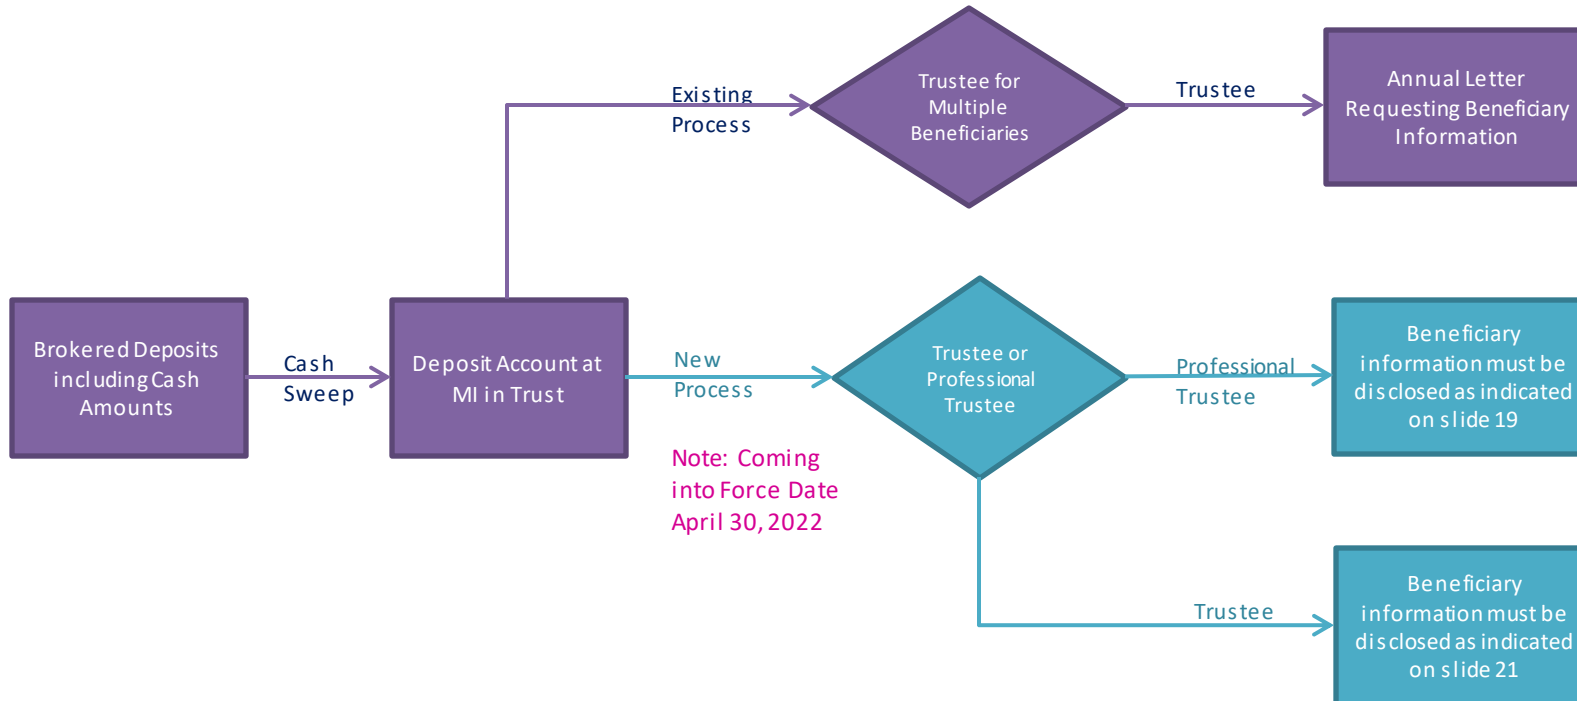 Existing
Process
Trustee for
Multiple
Beneficiaries
Trustee
Annual Letter
Requesting Beneficiary
Information
Brokered Deposits
including Cash
Amounts
Cash
Sweep
Deposit Account at
MI in Trust
New
Process
Trustee or
Professional
Trustee
Professional
Trustee
Beneficiary
information must be
disclosed as indicated
on slide 19
Note: Coming
into Force Date
April 30, 2022
Trustee
Beneficiary
information must be
disclosed as indicated
on slide 21